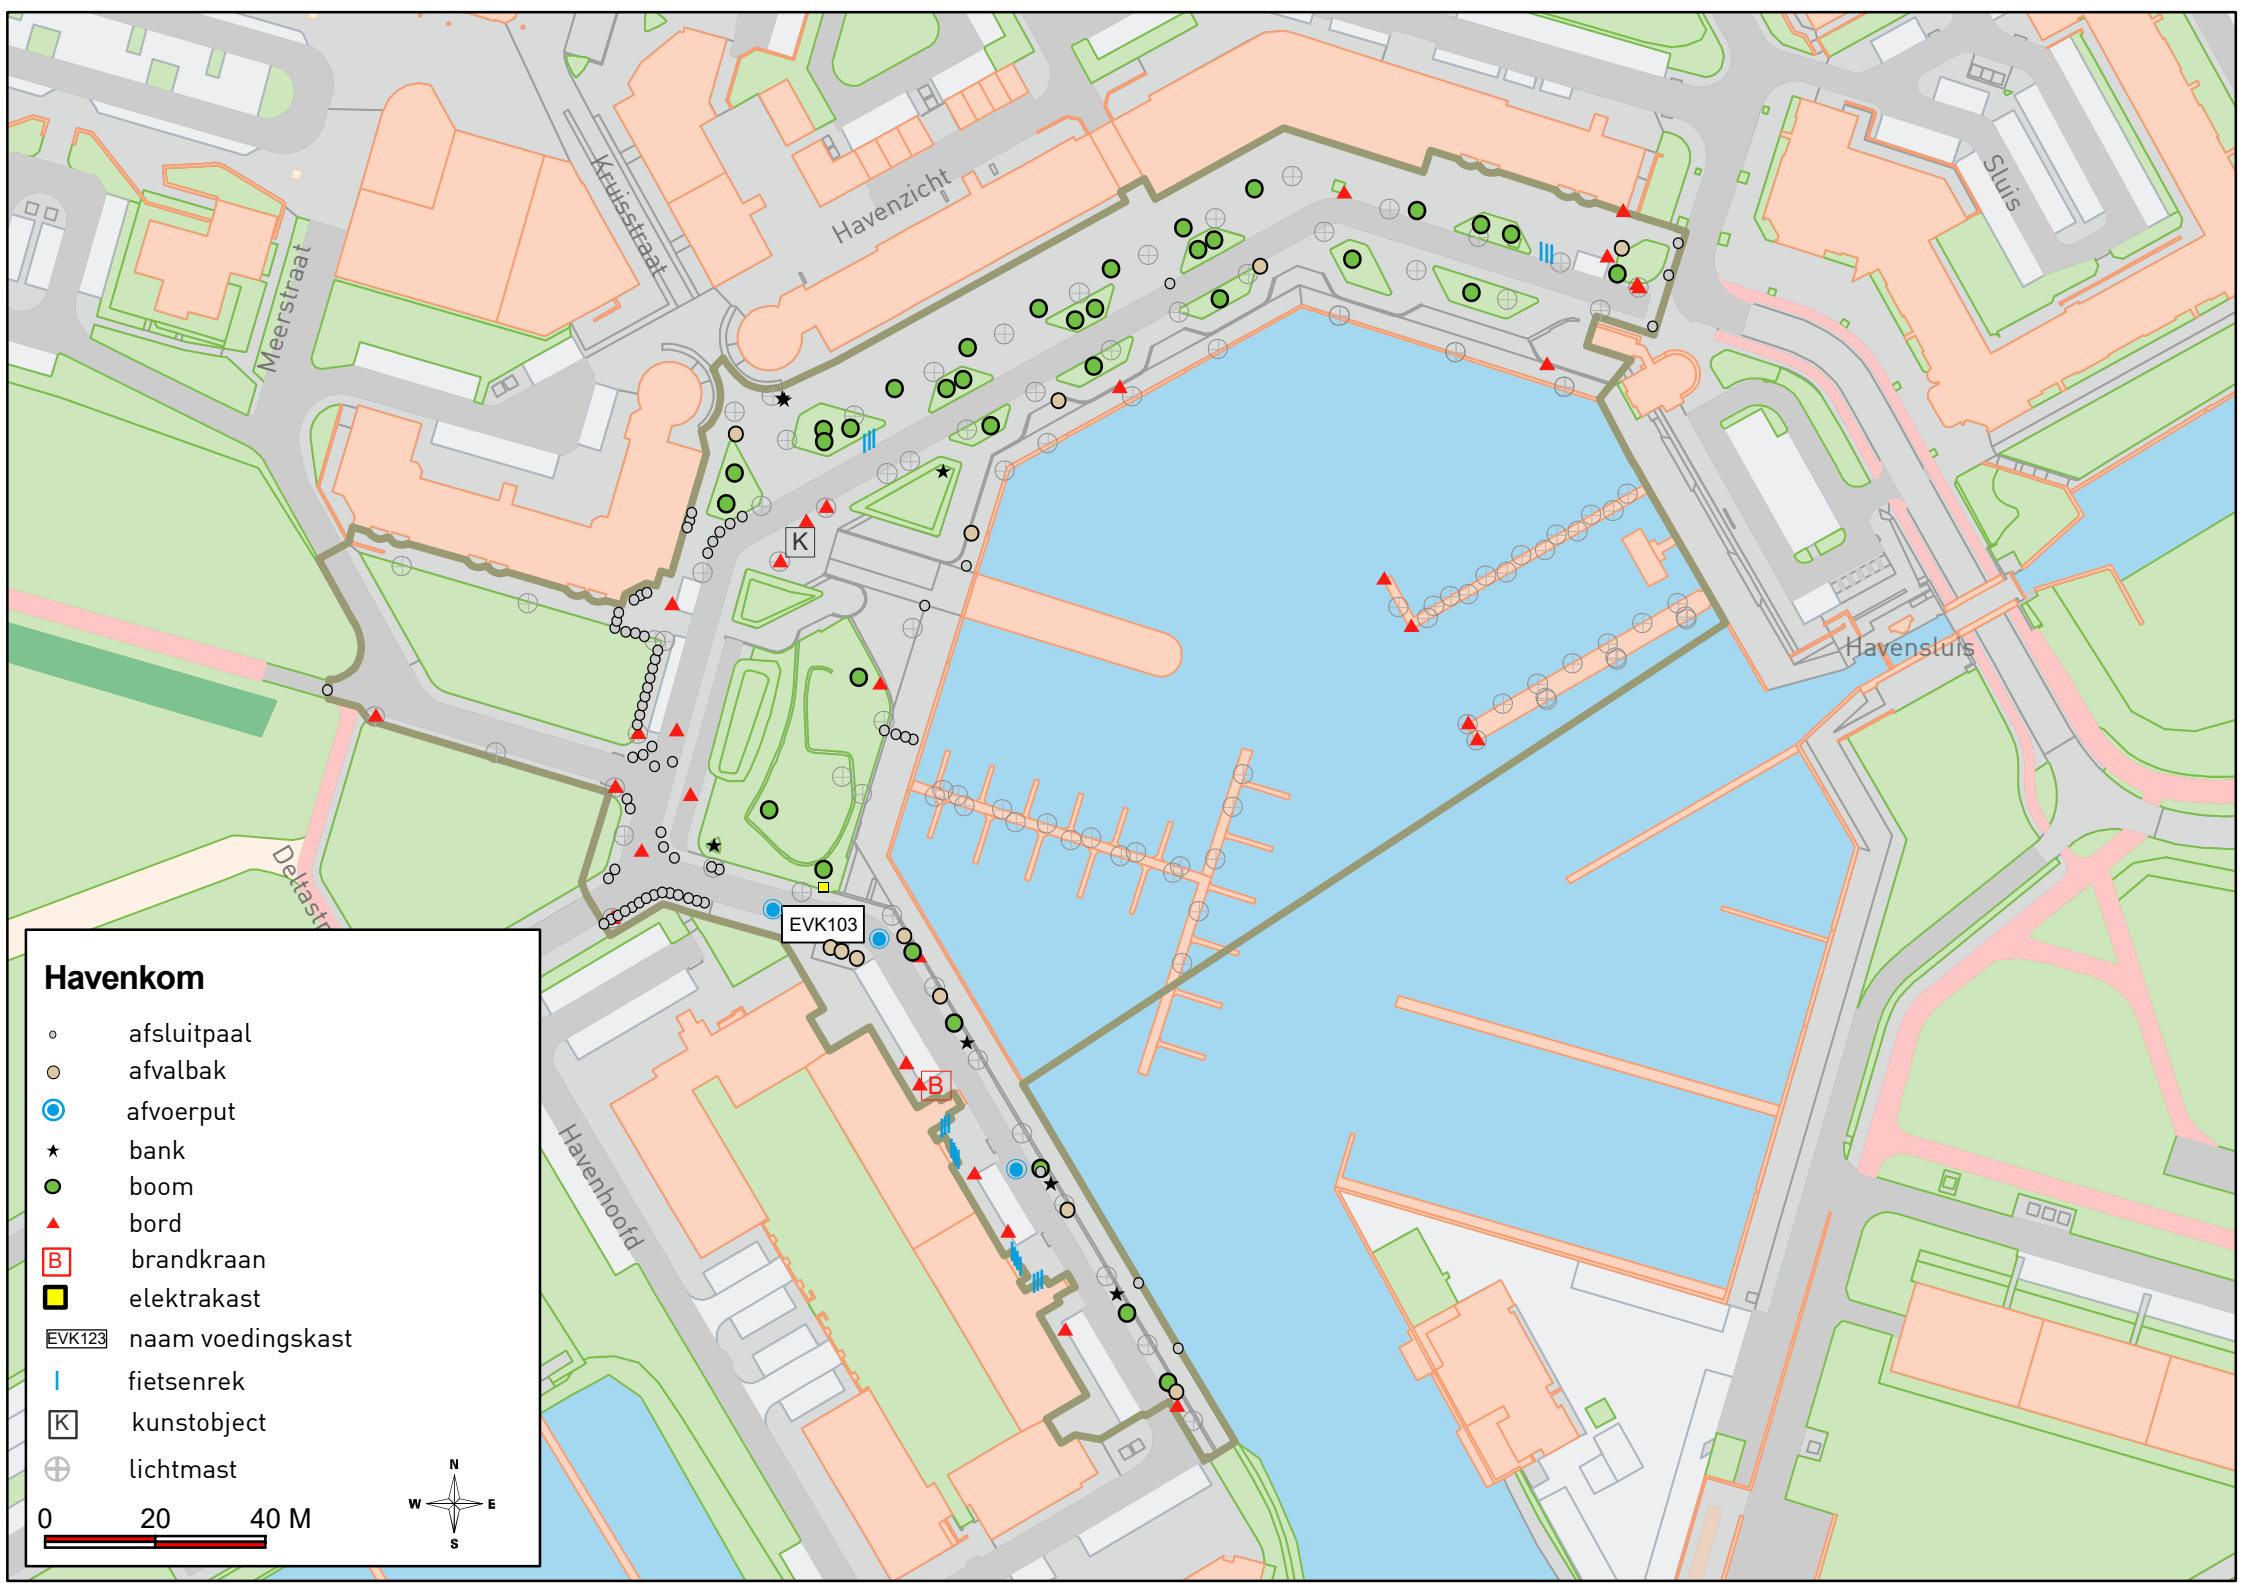 Kruisstraat
Havenzicht
Sluis
Meerstraat
K
Havensluis
Deltastr
EVK103
B
Havenhoofd
Havenkom
afsluitpaal
afvalbak
afvoerput
bank
boom
bord
B brandkraan
elektrakast
EVK123 naam voedingskast
fietsenrek
K kunstobject
lichtmast
N
W E
S
0 20 40 M